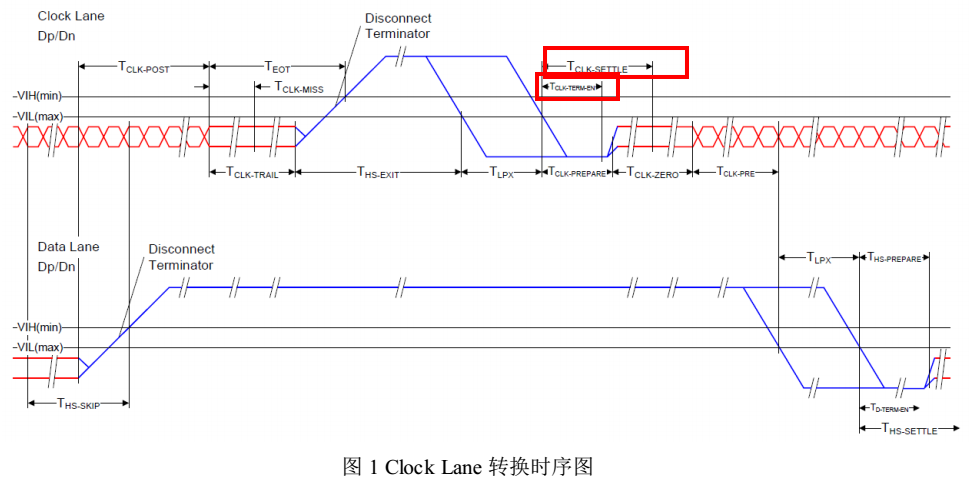 Clock Lane
Dp/Dn
Disconnect
Terminator
TCLK-POST
TEOT
TCLK-SETTLE
TCLK-MISS
TCLK-TERM-EN
VIH(min)
VIL(max)
TCLK-TRAIL
THS-EXIT
TLPX
TCLK-PREPARE
TCLK-ZERO
TCLK-PRE
Data Lane
Dp/Dn
Disconnect
Terminator
TLPX
THS-PREPARE
VIH(min)
VIL(max)
THS-SKIP
TD-TERM-EN
THS-SETTLE
图 1 Clock Lane 转换时序图